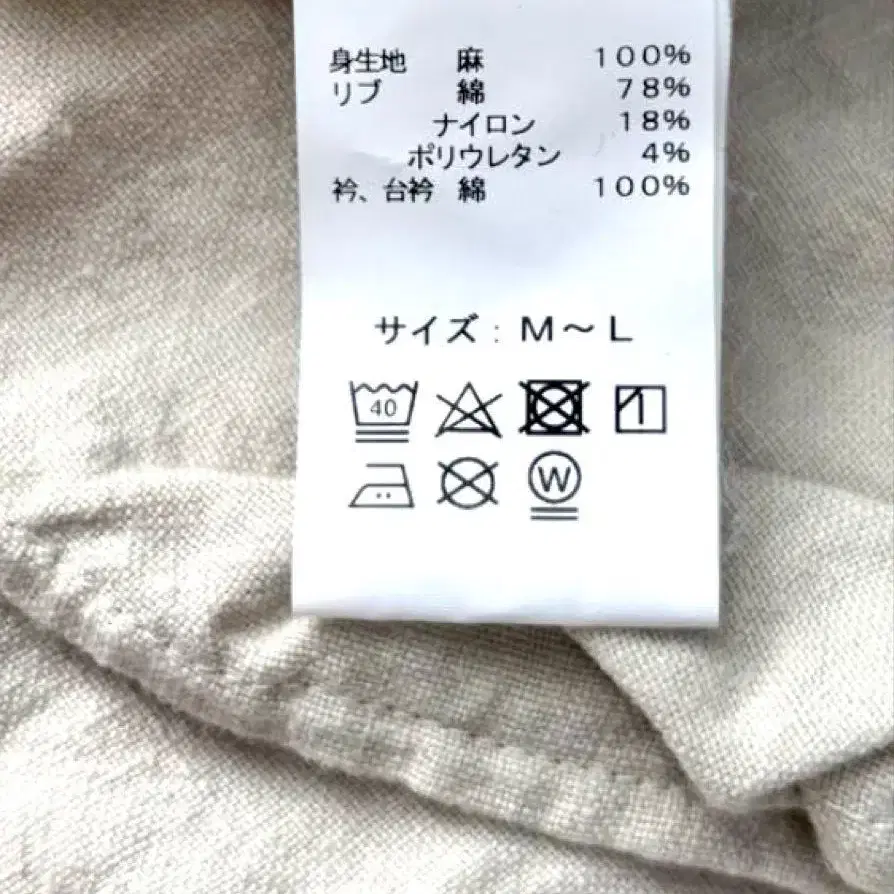 身生地 麻 100%
リブ 綿 78%
ナイロン 18%
ポリウレタン 4%
衿、台衿 綿 100%
サイズ：M～L
40
W